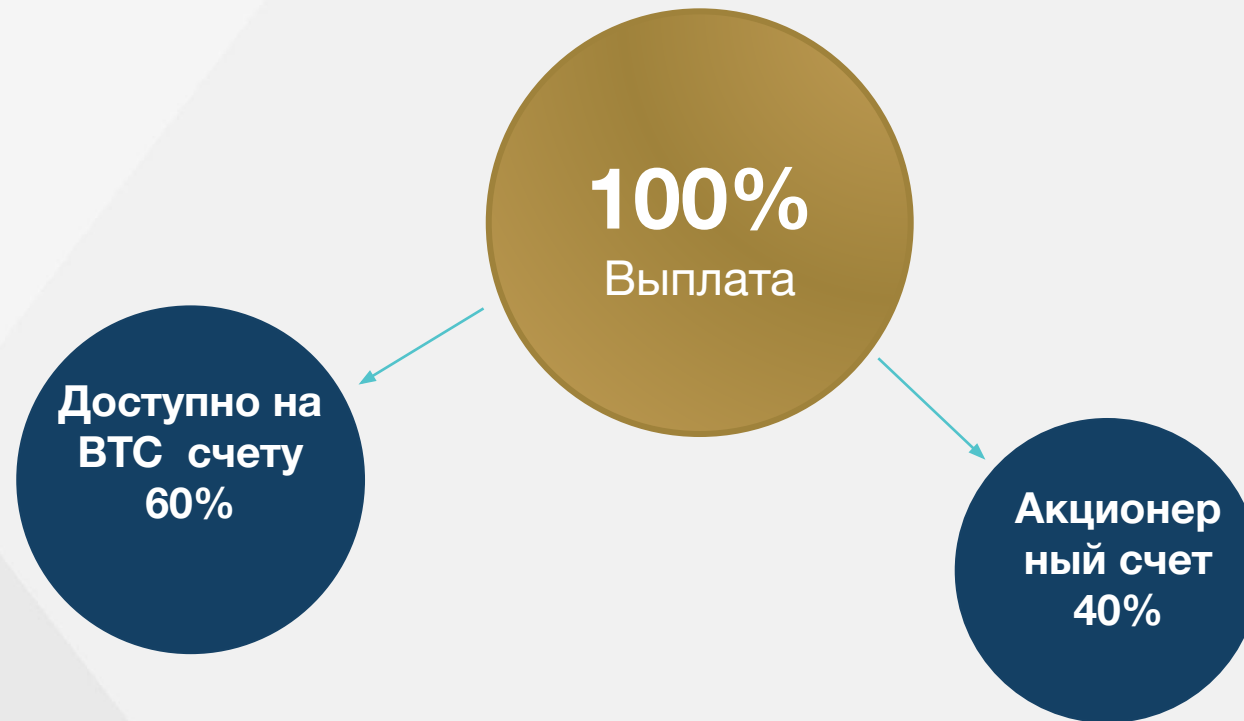 100%
Выплата
Доступно на
BTC счету
60%
Акционер
ный счет
40%